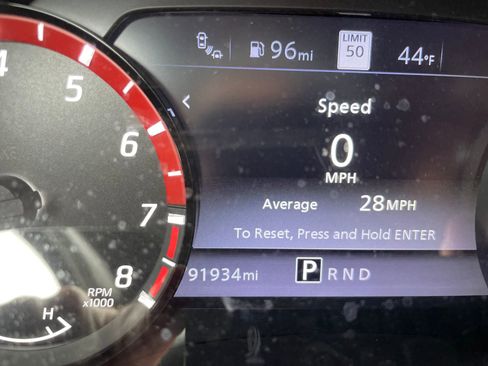 96mi
LIMIT
50
44°F
4
5
6
7
8
RPM
x1000
H
Speed
0
MPH
Average 28MPH
To Reset, Press and Hold ENTER
91934mi P R N D